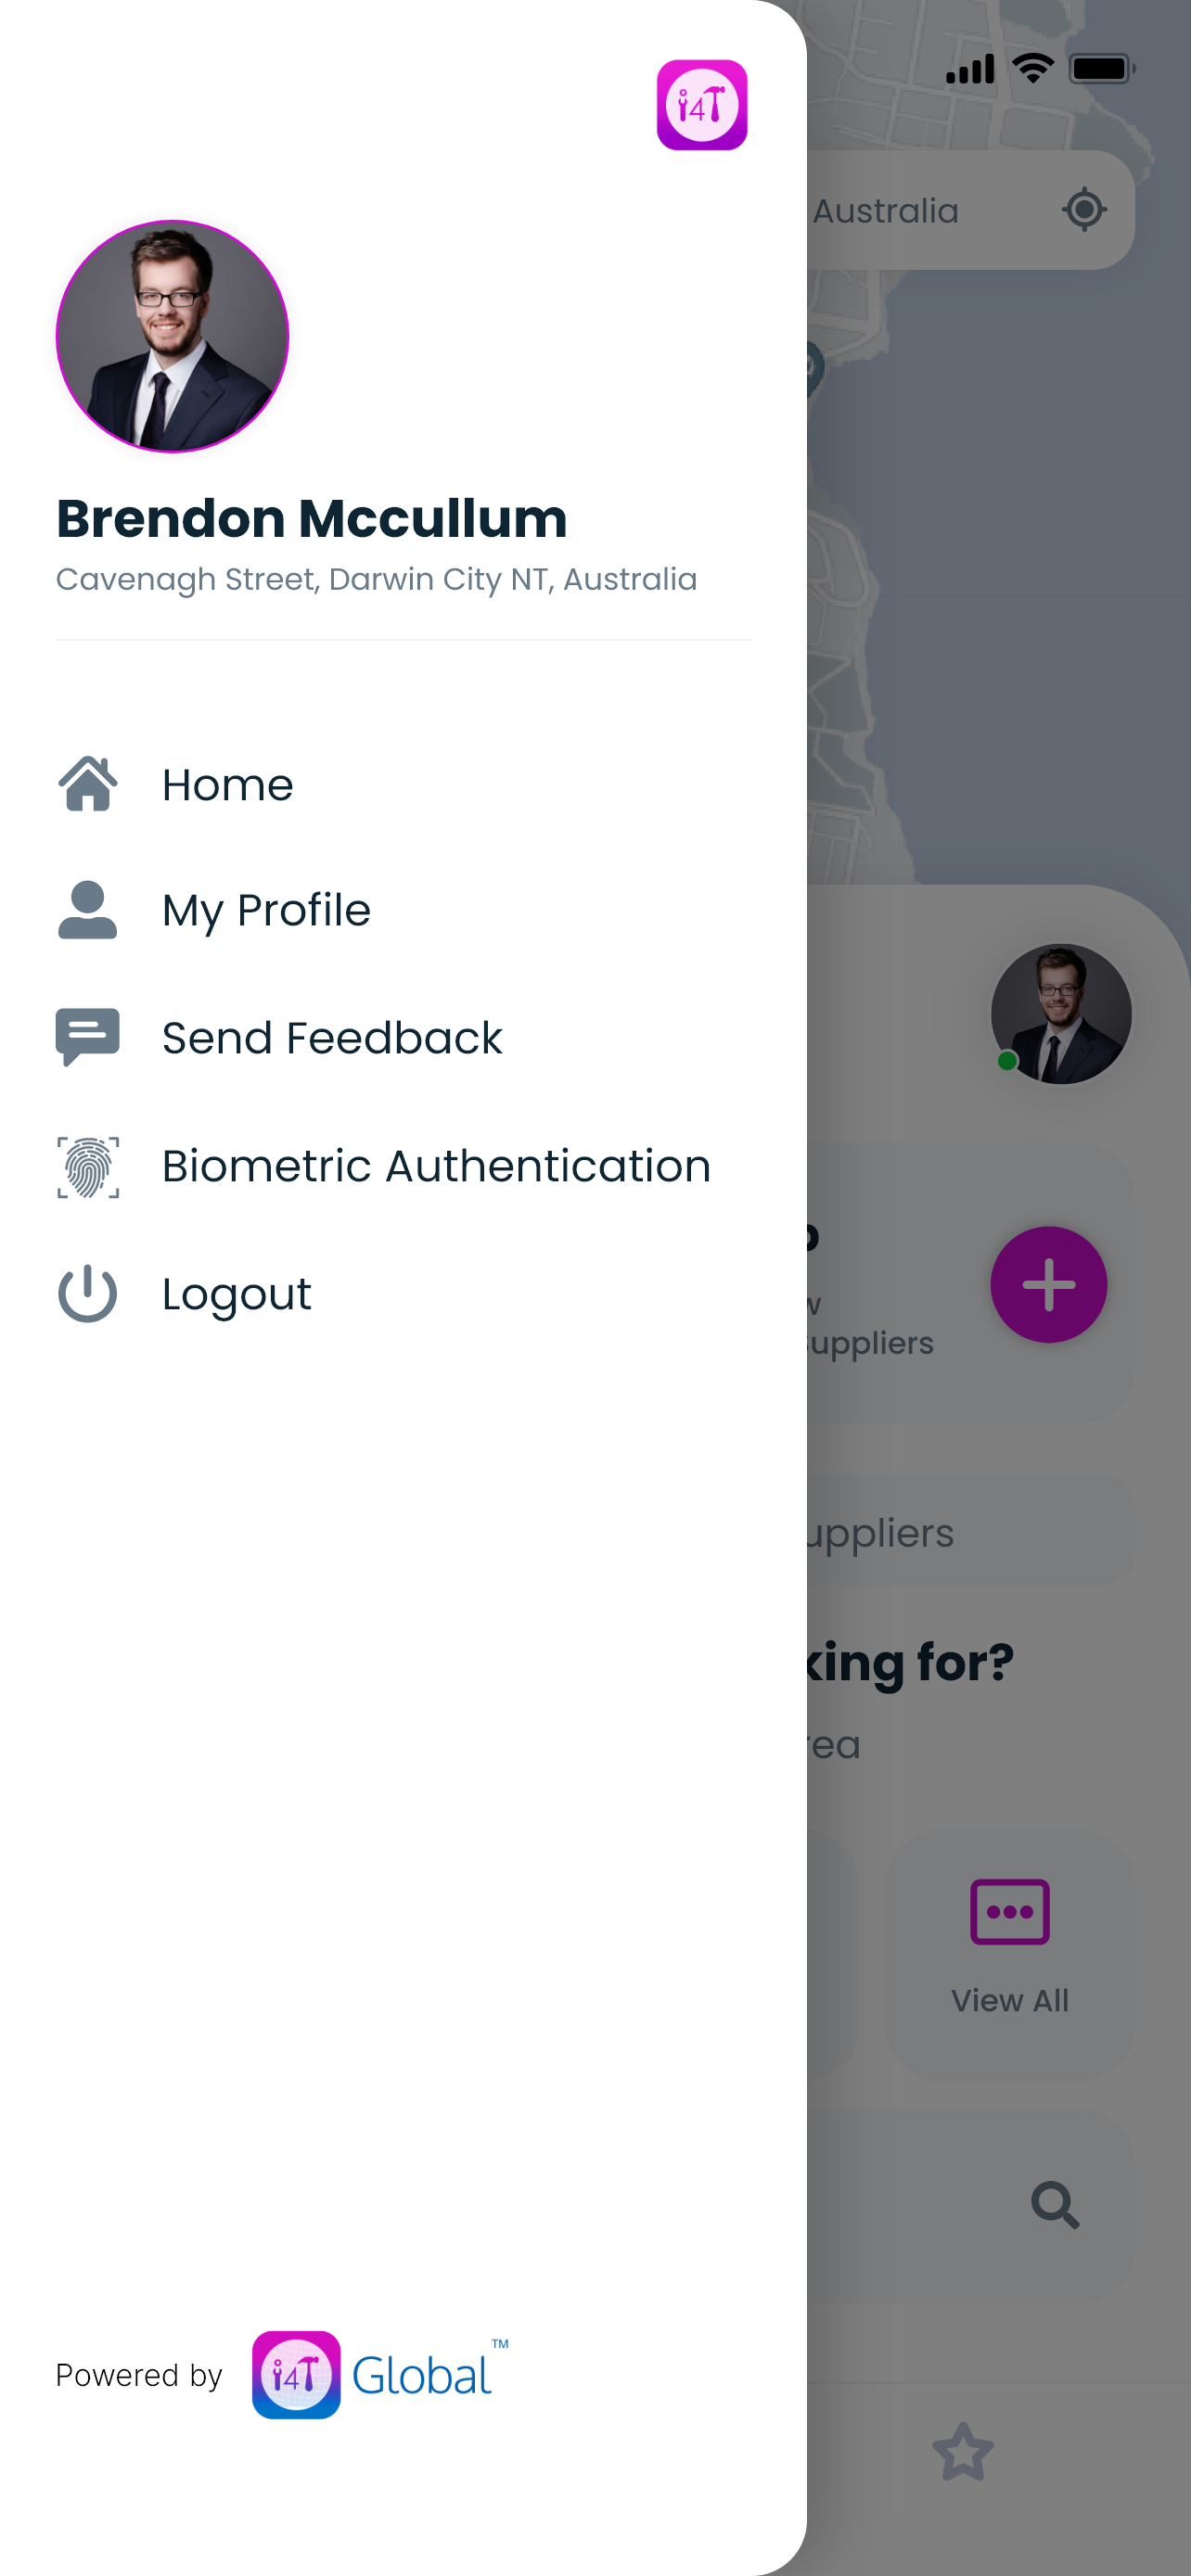 i4T
Australia
Brendon Mccullum
Cavenagh Street, Darwin City NT, Australia
Home
My Profile
Send Feedback
Biometric Authentication
Logout
uppliers
uppliers
king for?
rea
View All
Powered by i4T Global™